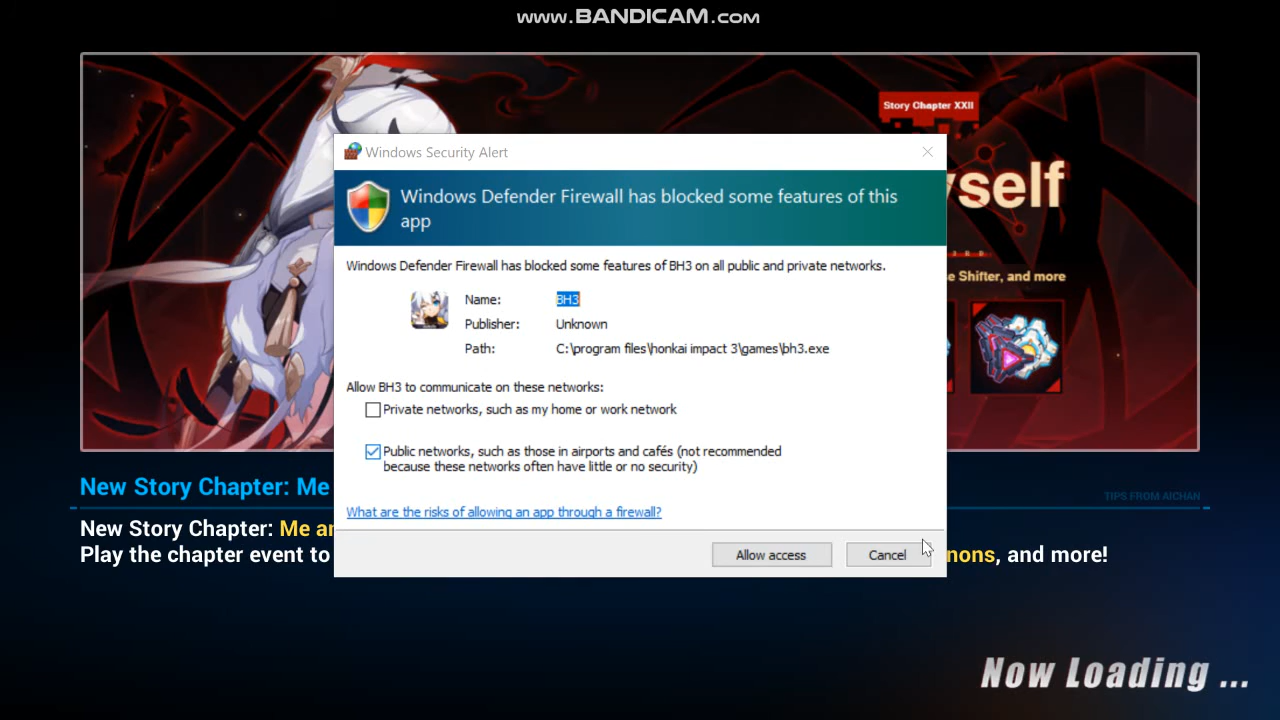 www.BANDICAM.com
Story Chapter XXII
Windows Security Alert
Windows Defender Firewall has blocked some features of this
app
yself
Windows Defender Firewall has blocked some features of BH3 on all public and private networks.
e Shifter, and more
Name: BH3
Publisher: Unknown
Path: C:\program files\honkai impact 3\games\bh3.exe
Allow BH3 to communicate on these networks:
Private networks, such as my home or work network
Public networks, such as those in airports and cafés (not recommended
because these networks often have little or no security)
New Story Chapter: Me
TIPS FROM AICHAN
What are the risks of allowing an app through a firewall?
New Story Chapter: Me an
Play the chapter event to
nons, and more!
Allow access
Cancel
Now Loading ...